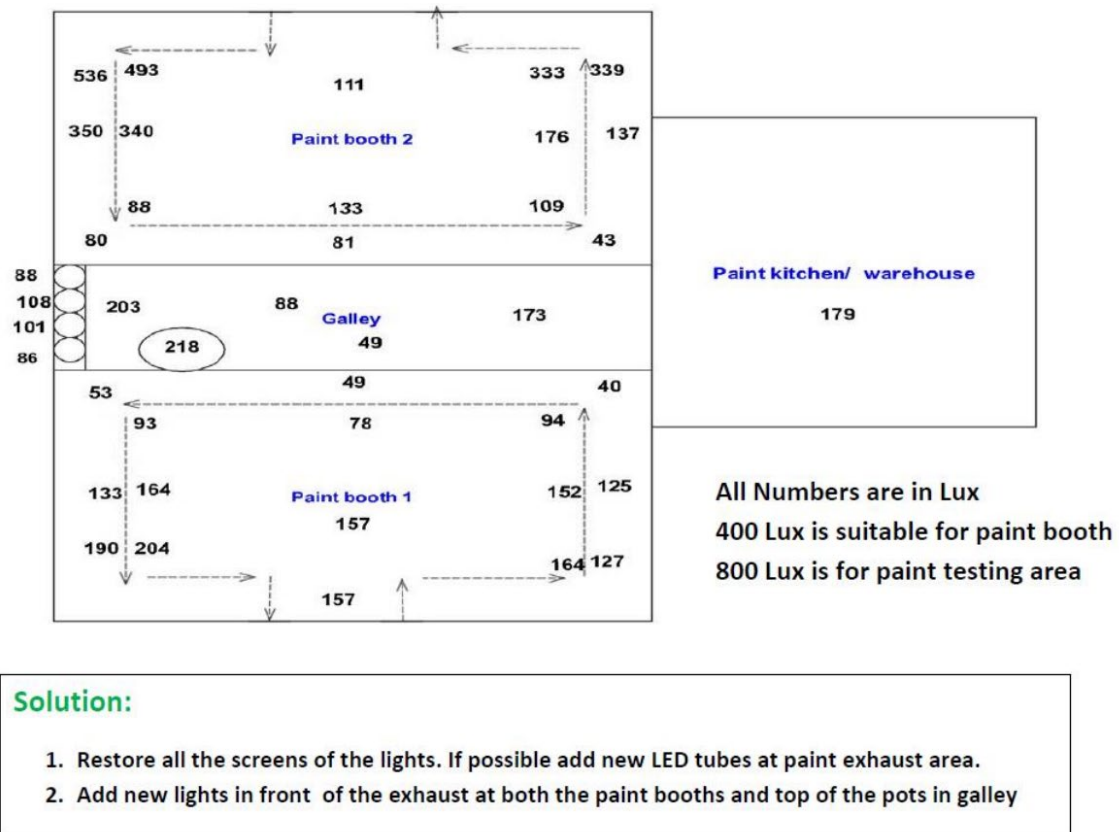 536 493 111 333 339
350 340 Paint booth 2 176 137
88 133 109
80 81 43
88
108 203 88 Galley 173
101
86 218 49
Paint kitchen/ warehouse
179
53 49 40
93 78 94
133 164 Paint booth 1 152 125
157
190 204 164 127
157
All Numbers are in Lux
400 Lux is suitable for paint booth
800 Lux is for paint testing area
Solution:
1. Restore all the screens of the lights. If possible add new LED tubes at paint exhaust area.
2. Add new lights in front of the exhaust at both the paint booths and top of the pots in galley